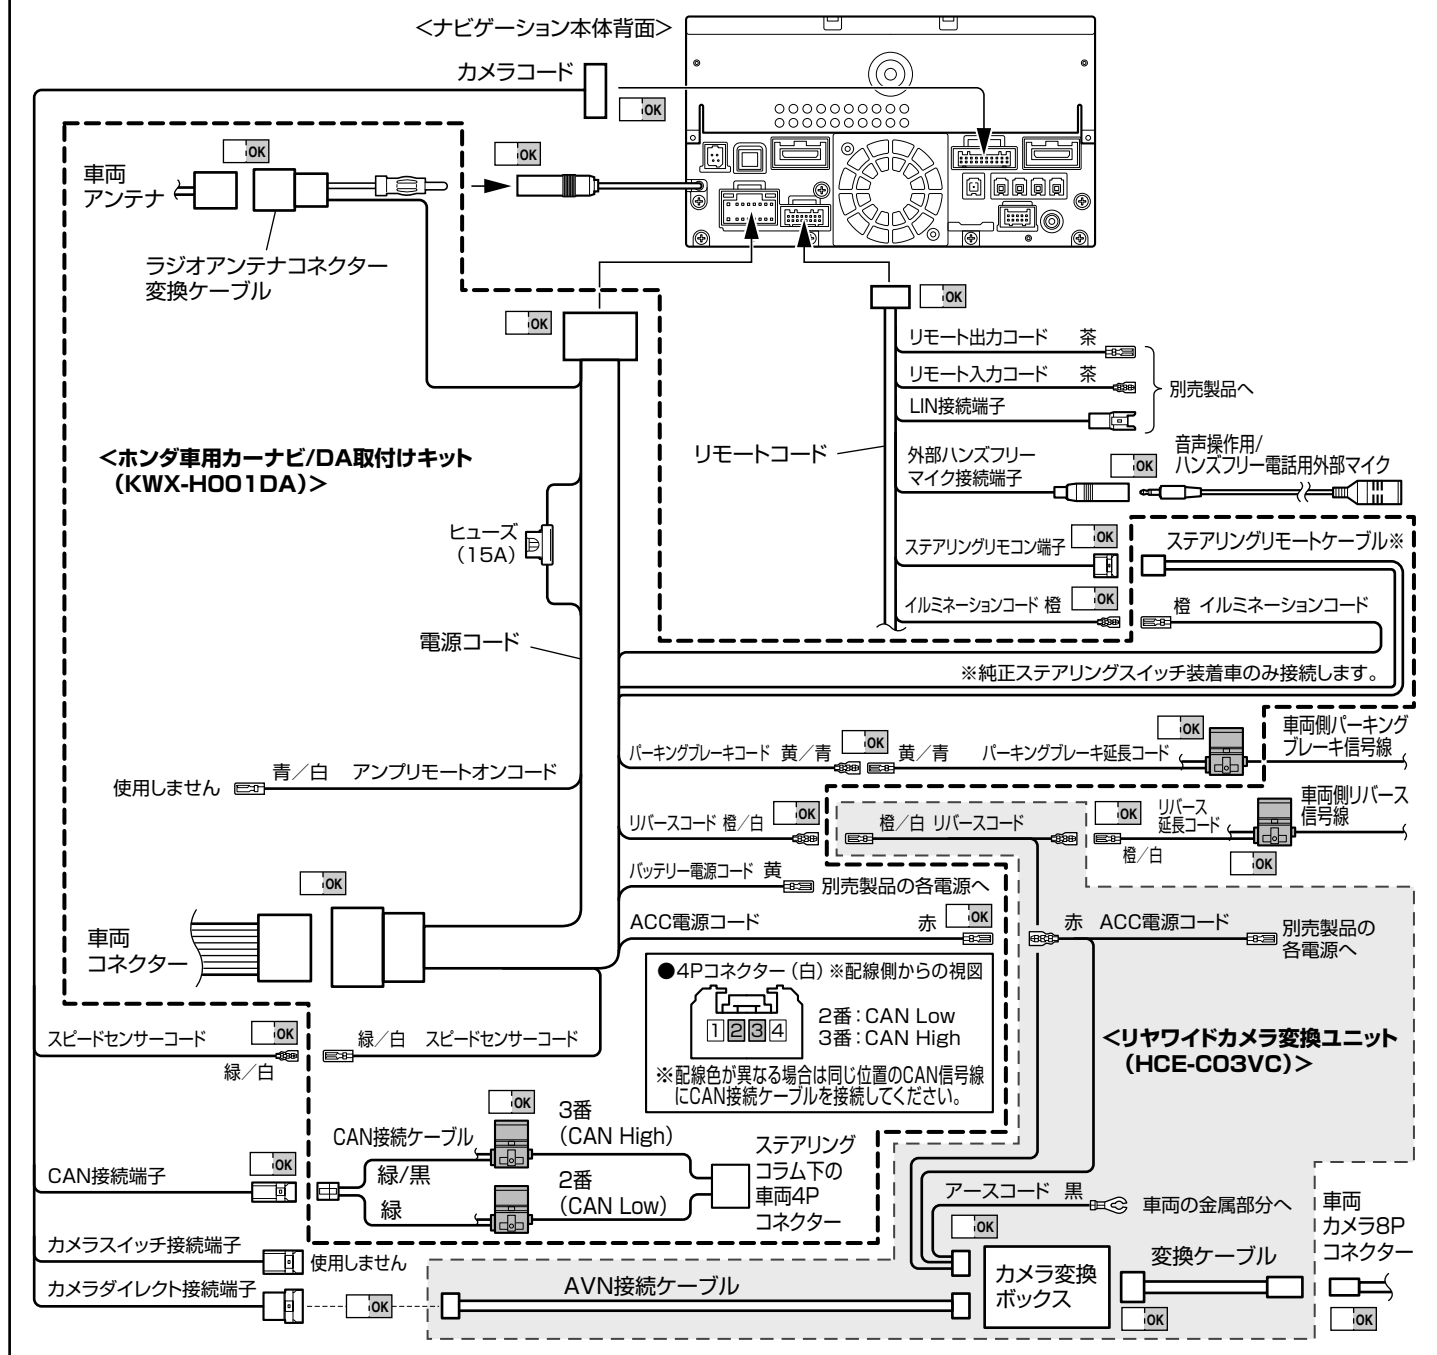 ＜ナビゲーション本体背面＞
カメラコード
OK
OK
OK
車両
アンテナ
ラジオアンテナコネクター
変換ケーブル
OK
OK
リモート出力コード 茶
リモート入力コード 茶
別売製品へ
LIN接続端子
＜ホンダ車用カーナビ/DA取付けキット
（KWX-H001DA）＞
リモートコード
外部ハンズフリー
マイク接続端子
OK
音声操作用/
ハンズフリー電話用外部マイク
ヒューズ
（15A）
ステアリングリモコン端子
OK
ステアリングリモートケーブル※
イルミネーションコード 橙
OK
橙 イルミネーションコード
電源コード
※純正ステアリングスイッチ装着車のみ接続します。
パーキングブレーキコード 黄／青
OK
黄／青 パーキングブレーキ延長コード
OK
車両側パーキング
ブレーキ信号線
使用しません
青／白 アンプリモートオンコード
リバースコード 橙／白
OK
橙／白 リバースコード
OK
リバース
延長コード
橙／白
車両側リバース
信号線
OK
バッテリー電源コード 黄
別売製品の各電源へ
OK
車両
コネクター
ACC電源コード 赤
OK
赤 ACC電源コード
別売製品の
各電源へ
●4Pコネクター（白）※配線側からの視図
1 2 3 4
2番：CAN Low
3番：CAN High
※配線色が異なる場合は同じ位置のCAN信号線
にCAN接続ケーブルを接続してください。
＜リヤワイドカメラ変換ユニット
（HCE-C03VC）＞
スピードセンサーコード
OK
緑／白
緑／白 スピードセンサーコード
OK
CAN接続ケーブル
3番
（CAN High）
緑/黒
2番
（CAN Low）
緑
ステアリング
コラム下の
車両4P
コネクター
CAN接続端子
OK
アースコード 黒
車両の金属部分へ
OK
車両
カメラ8P
コネクター
カメラスイッチ接続端子
使用しません
カメラダイレクト接続端子
OK
AVN接続ケーブル
カメラ変換
ボックス
変換ケーブル
OK
OK